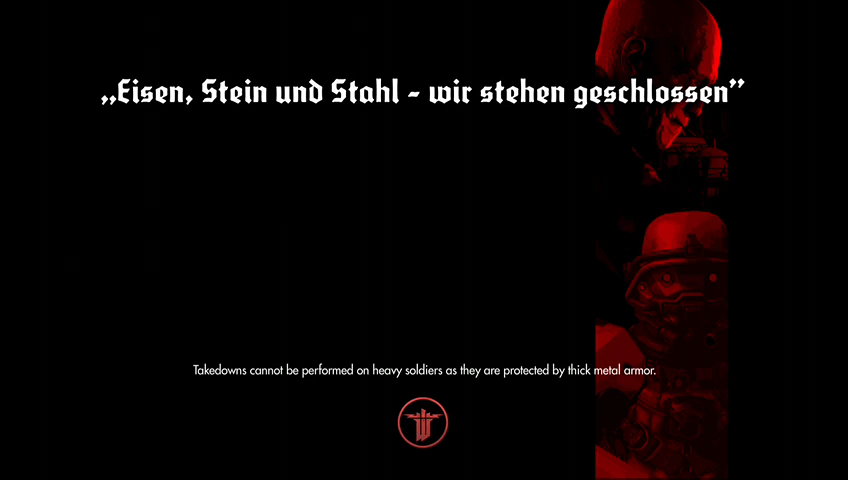 „Eisen, Stein und Stahl - wir stehen geschlossen”
Takedowns cannot be performed on heavy soldiers as they are protected by thick metal armor.